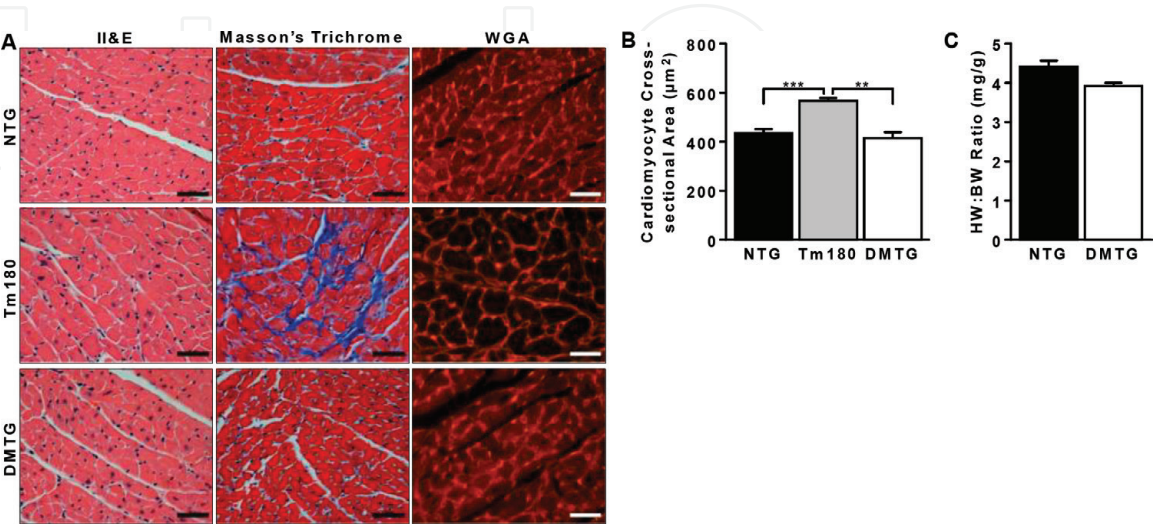 A
II&E
Masson's Trichrome
WGA
NTG
Tm180
DMTG
B
Cardiomyocyte Cross-
sectional Area (µm²)
800
600
400
200
0
***
**
NTG Tm180 DMTG
C
HW:BW Ratio (mg/g)
5
4
3
2
1
0
NTG DMTG